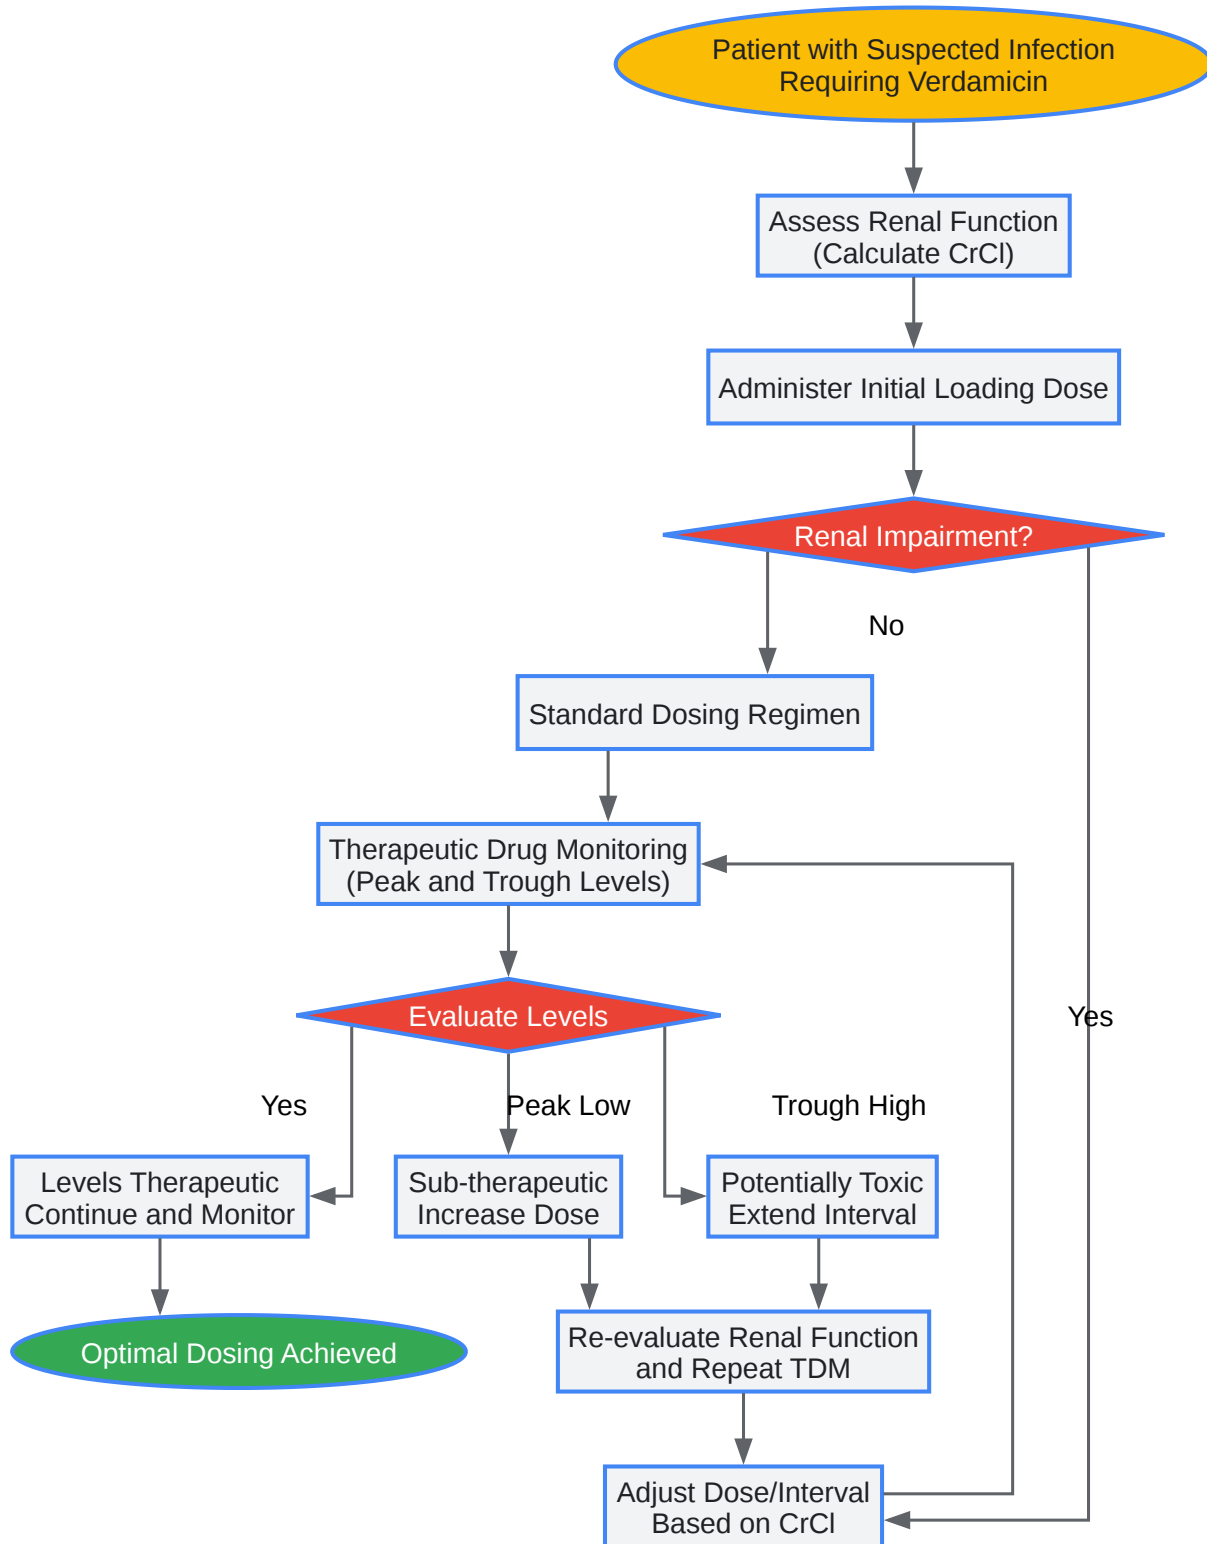 Patient with Suspected Infection
Requiring Verdamicin
Assess Renal Function
(Calculate CrCl)
Administer Initial Loading Dose
Renal Impairment?
No
Standard Dosing Regimen
Therapeutic Drug Monitoring
(Peak and Trough Levels)
Evaluate Levels
Yes
Yes
Peak Low
Trough High
Levels Therapeutic
Continue and Monitor
Sub-therapeutic
Increase Dose
Potentially Toxic
Extend Interval
Optimal Dosing Achieved
Re-evaluate Renal Function
and Repeat TDM
Adjust Dose/Interval
Based on CrCl